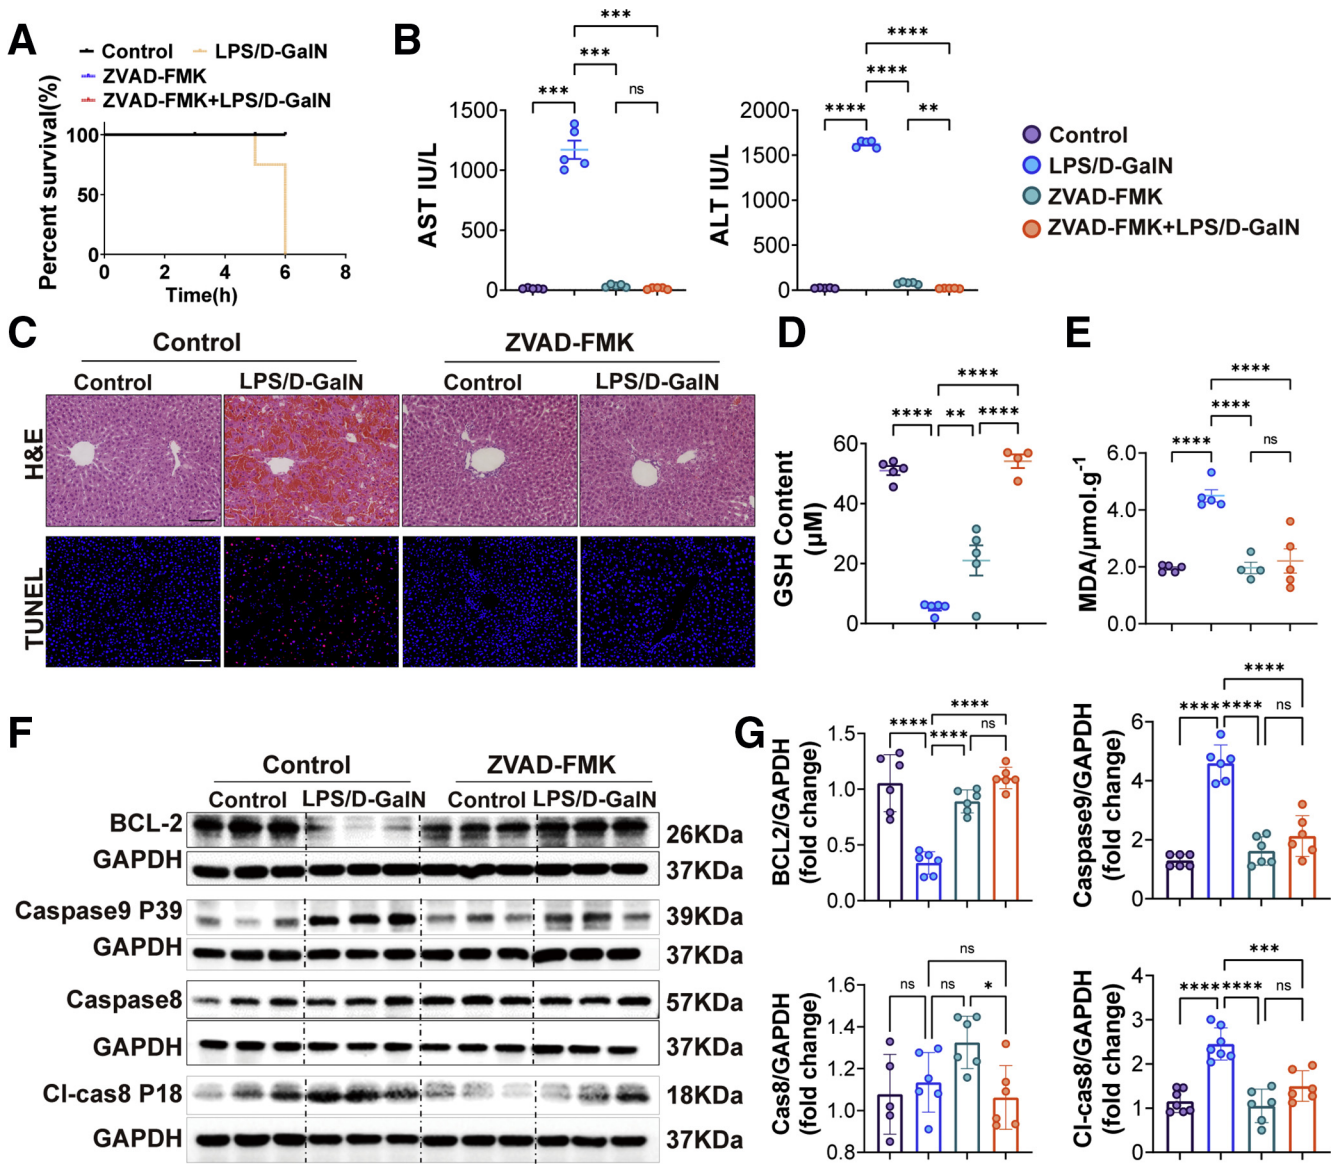 A
Control
LPS/D-GalN
ZVAD-FMK
ZVAD-FMK+LPS/D-GalN
Percent survival(%)
100
50
0
0 2 4 6 8
Time(h)
B
***
***
***
ns
AST IU/L
1500
1000
500
0
****
****
****
**
ALT IU/L
2000
1500
1000
500
0
Control
LPS/D-GalN
ZVAD-FMK
ZVAD-FMK+LPS/D-GalN
C
Control
ZVAD-FMK
Control
LPS/D-GalN
Control
LPS/D-GalN
H&E
TUNEL
D
****
**** ** ****
GSH Content
(μM)
60
40
20
0
E
****
****
****
ns
MDA/μmol.g-1
6.0
4.0
2.0
0.0
F
Control
ZVAD-FMK
Control LPS/D-GalN Control LPS/D-GalN
BCL-2 26KDa
GAPDH 37KDa
Caspase9 P39 39KDa
GAPDH 37KDa
Caspase8 57KDa
GAPDH 37KDa
Cl-cas8 P18 18KDa
GAPDH 37KDa
G
****
**** **** ns
BCL2/GAPDH
(fold change)
1.5
1.0
0.5
0.0
****
**** **** ns
Caspase9/GAPDH
(fold change)
6
4
2
0
ns
ns ns *
Cas8/GAPDH
(fold change)
1.6
1.4
1.2
1.0
0.8
***
**** **** ns
Cl-cas8/GAPDH
(fold change)
4
3
2
1
0